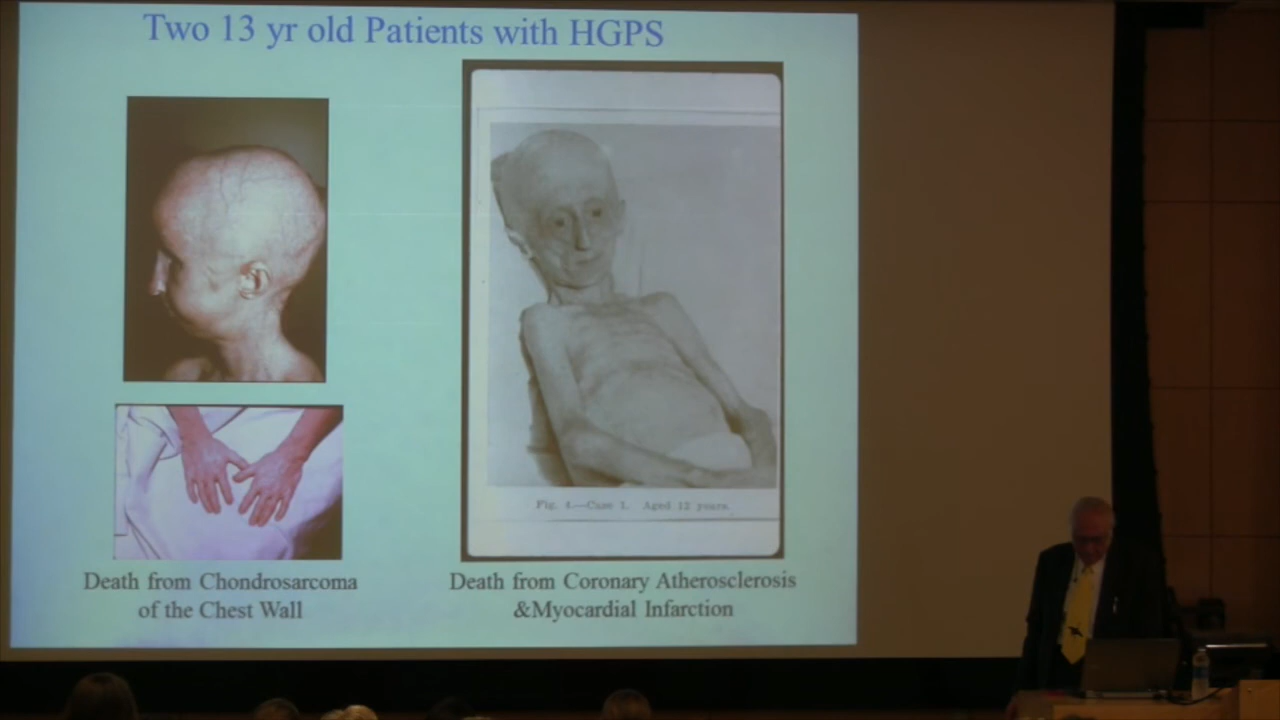 Two 13 yr old Patients with HGPS
Fig. 4.—Case 1. Aged 12 years.
Death from Chondrosarcoma
of the Chest Wall
Death from Coronary Atherosclerosis
&Myocardial Infarction